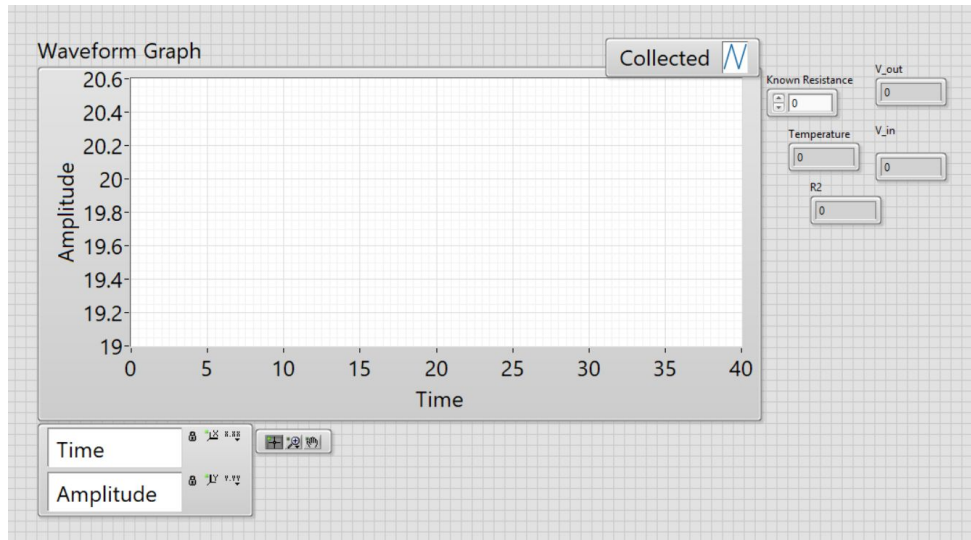 Waveform Graph
Collected
20.6
20.4
20.2
20
19.8
19.6
19.4
19.2
19
Amplitude
0 5 10 15 20 25 30 35 40
Time
Known Resistance
0
V_out
0
Temperature
0
V_in
0
R2
0
Time
X.XX
Amplitude
Y.YY